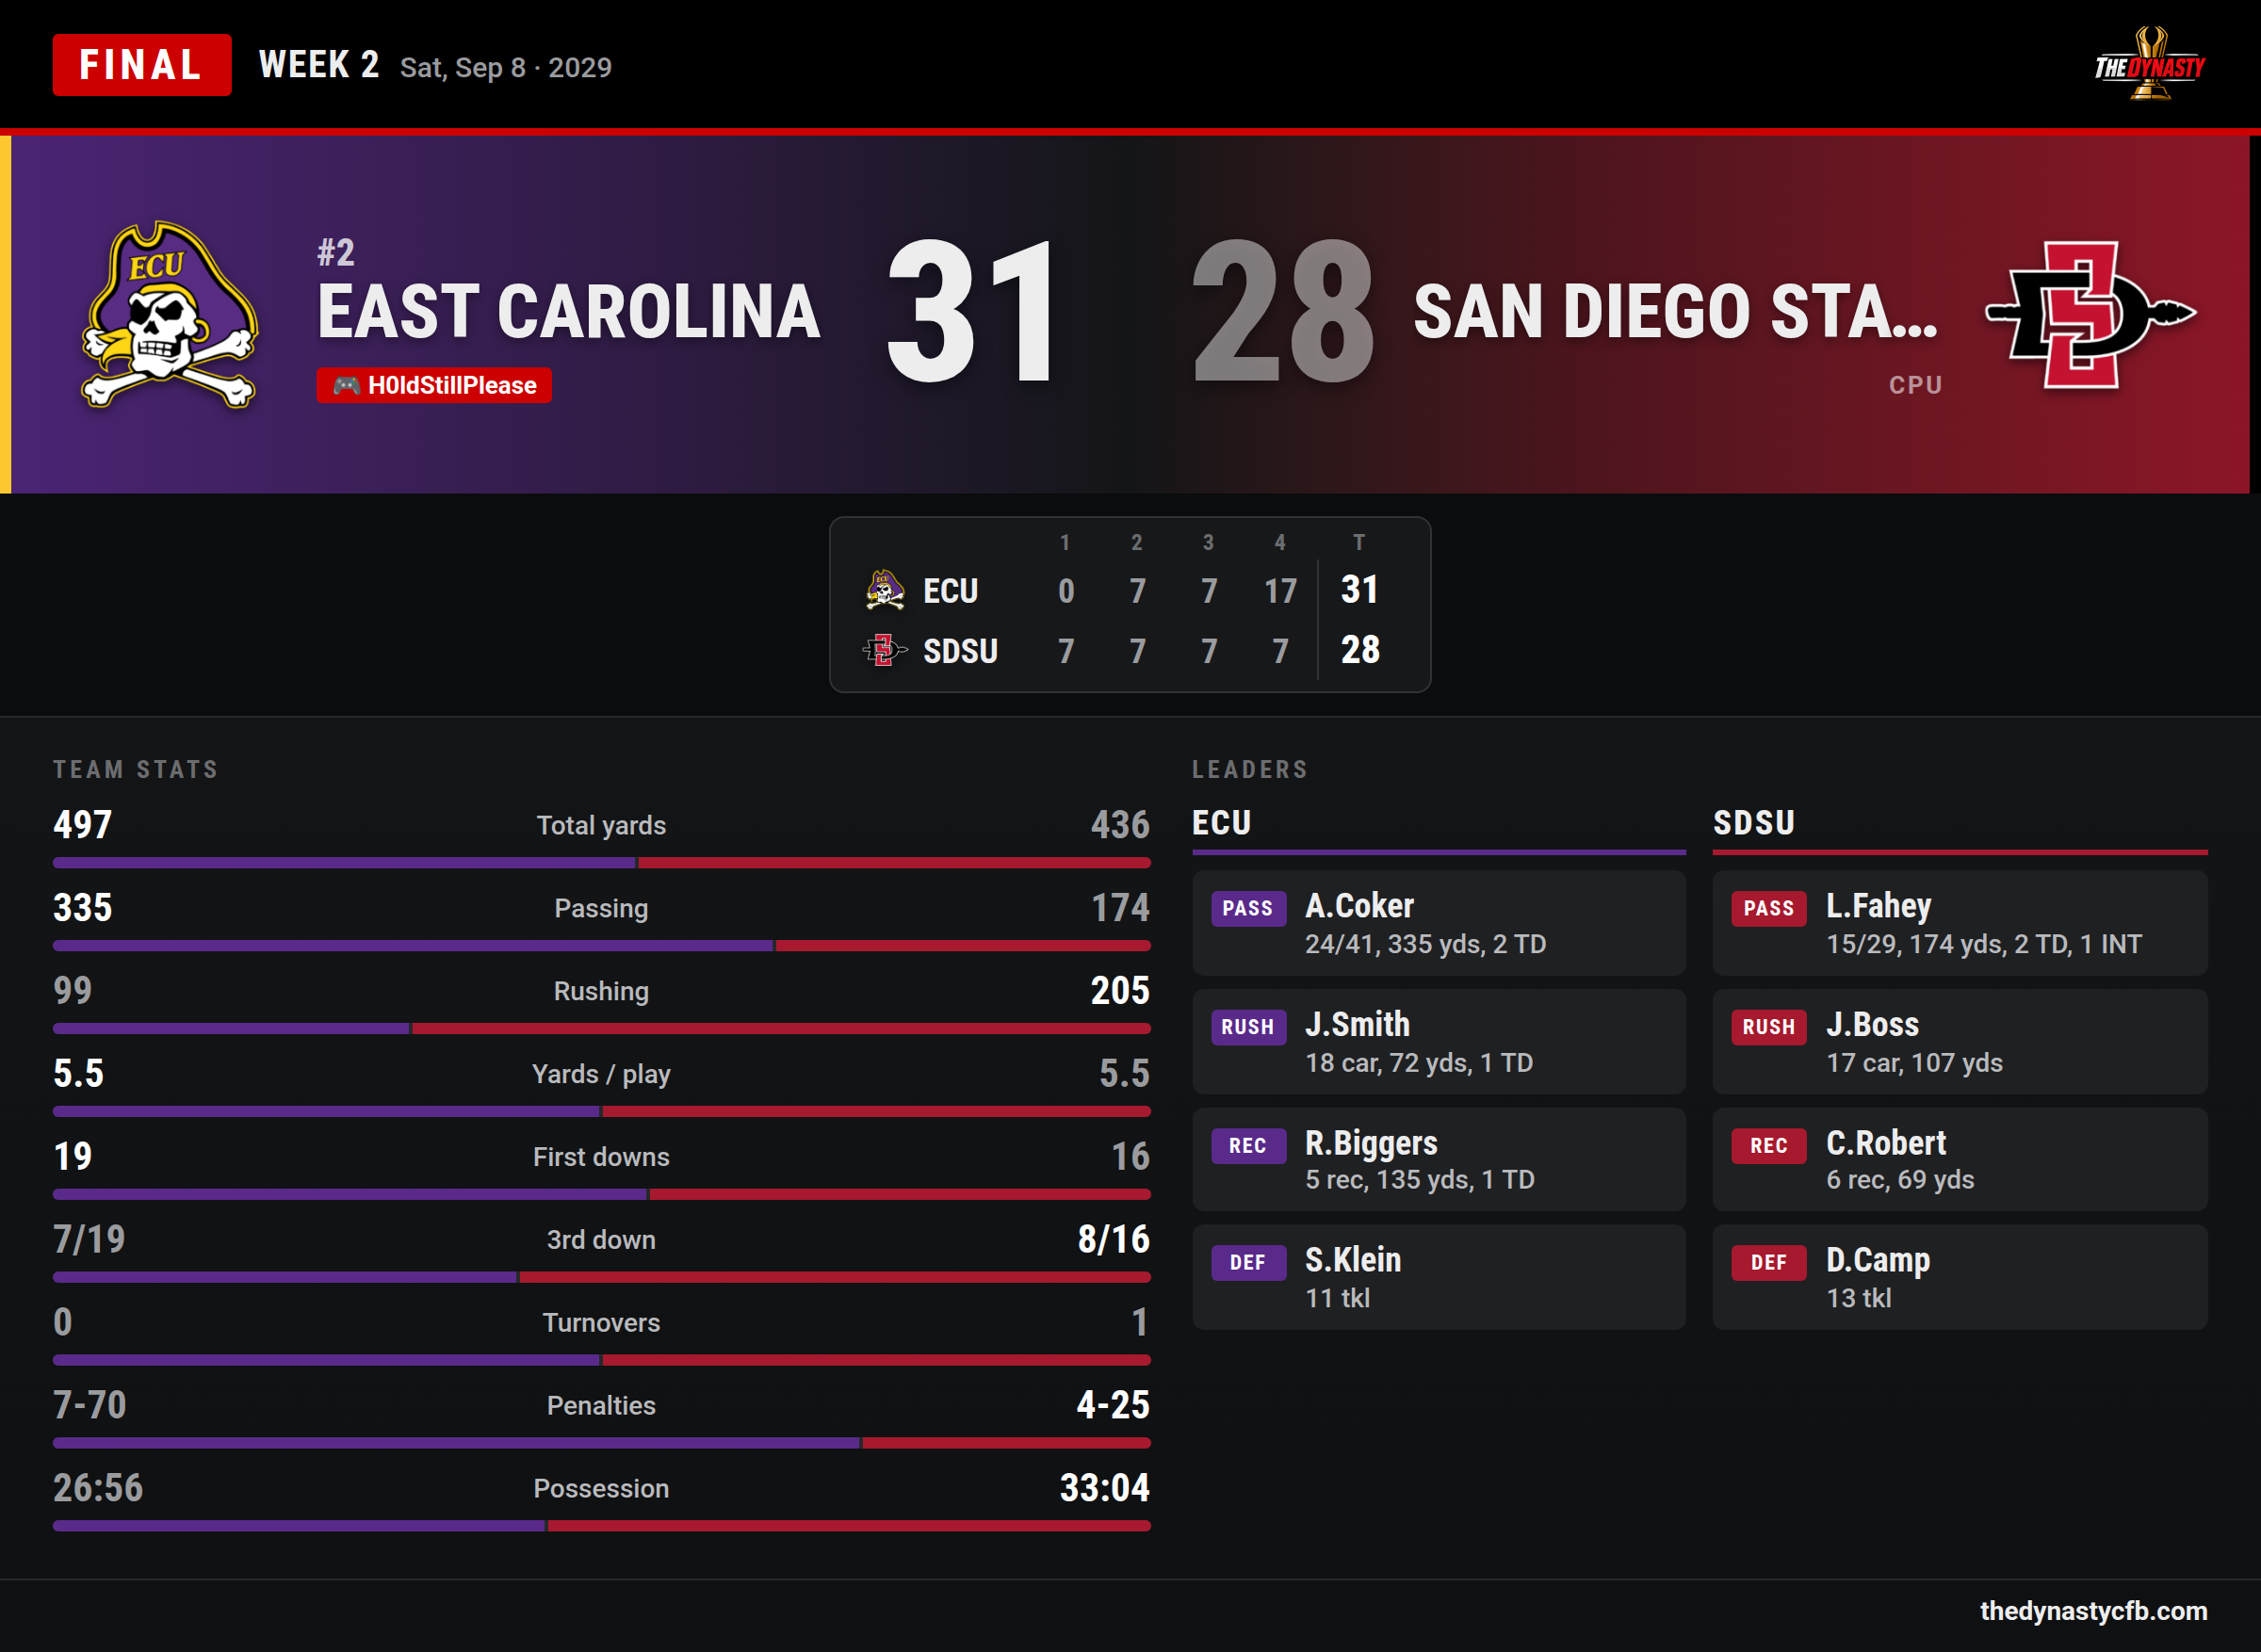 FINAL WEEK 2 Sat, Sep 8 · 2029
THE DYNASTY
ECU
#2
EAST CAROLINA
🎮 H0ldStillPlease
31
28
SAN DIEGO STA...
CPU
1 2 3 4 T
ECU 0 7 7 17 31
SDSU 7 7 7 7 28
TEAM STATS
497 Total yards 436
335 Passing 174
99 Rushing 205
5.5 Yards / play 5.5
19 First downs 16
7/19 3rd down 8/16
0 Turnovers 1
7-70 Penalties 4-25
26:56 Possession 33:04
LEADERS
ECU
PASS A.Coker
24/41, 335 yds, 2 TD
RUSH J.Smith
18 car, 72 yds, 1 TD
REC R.Biggers
5 rec, 135 yds, 1 TD
DEF S.Klein
11 tkl
SDSU
PASS L.Fahey
15/29, 174 yds, 2 TD, 1 INT
RUSH J.Boss
17 car, 107 yds
REC C.Robert
6 rec, 69 yds
DEF D.Camp
13 tkl
thedynastycfb.com